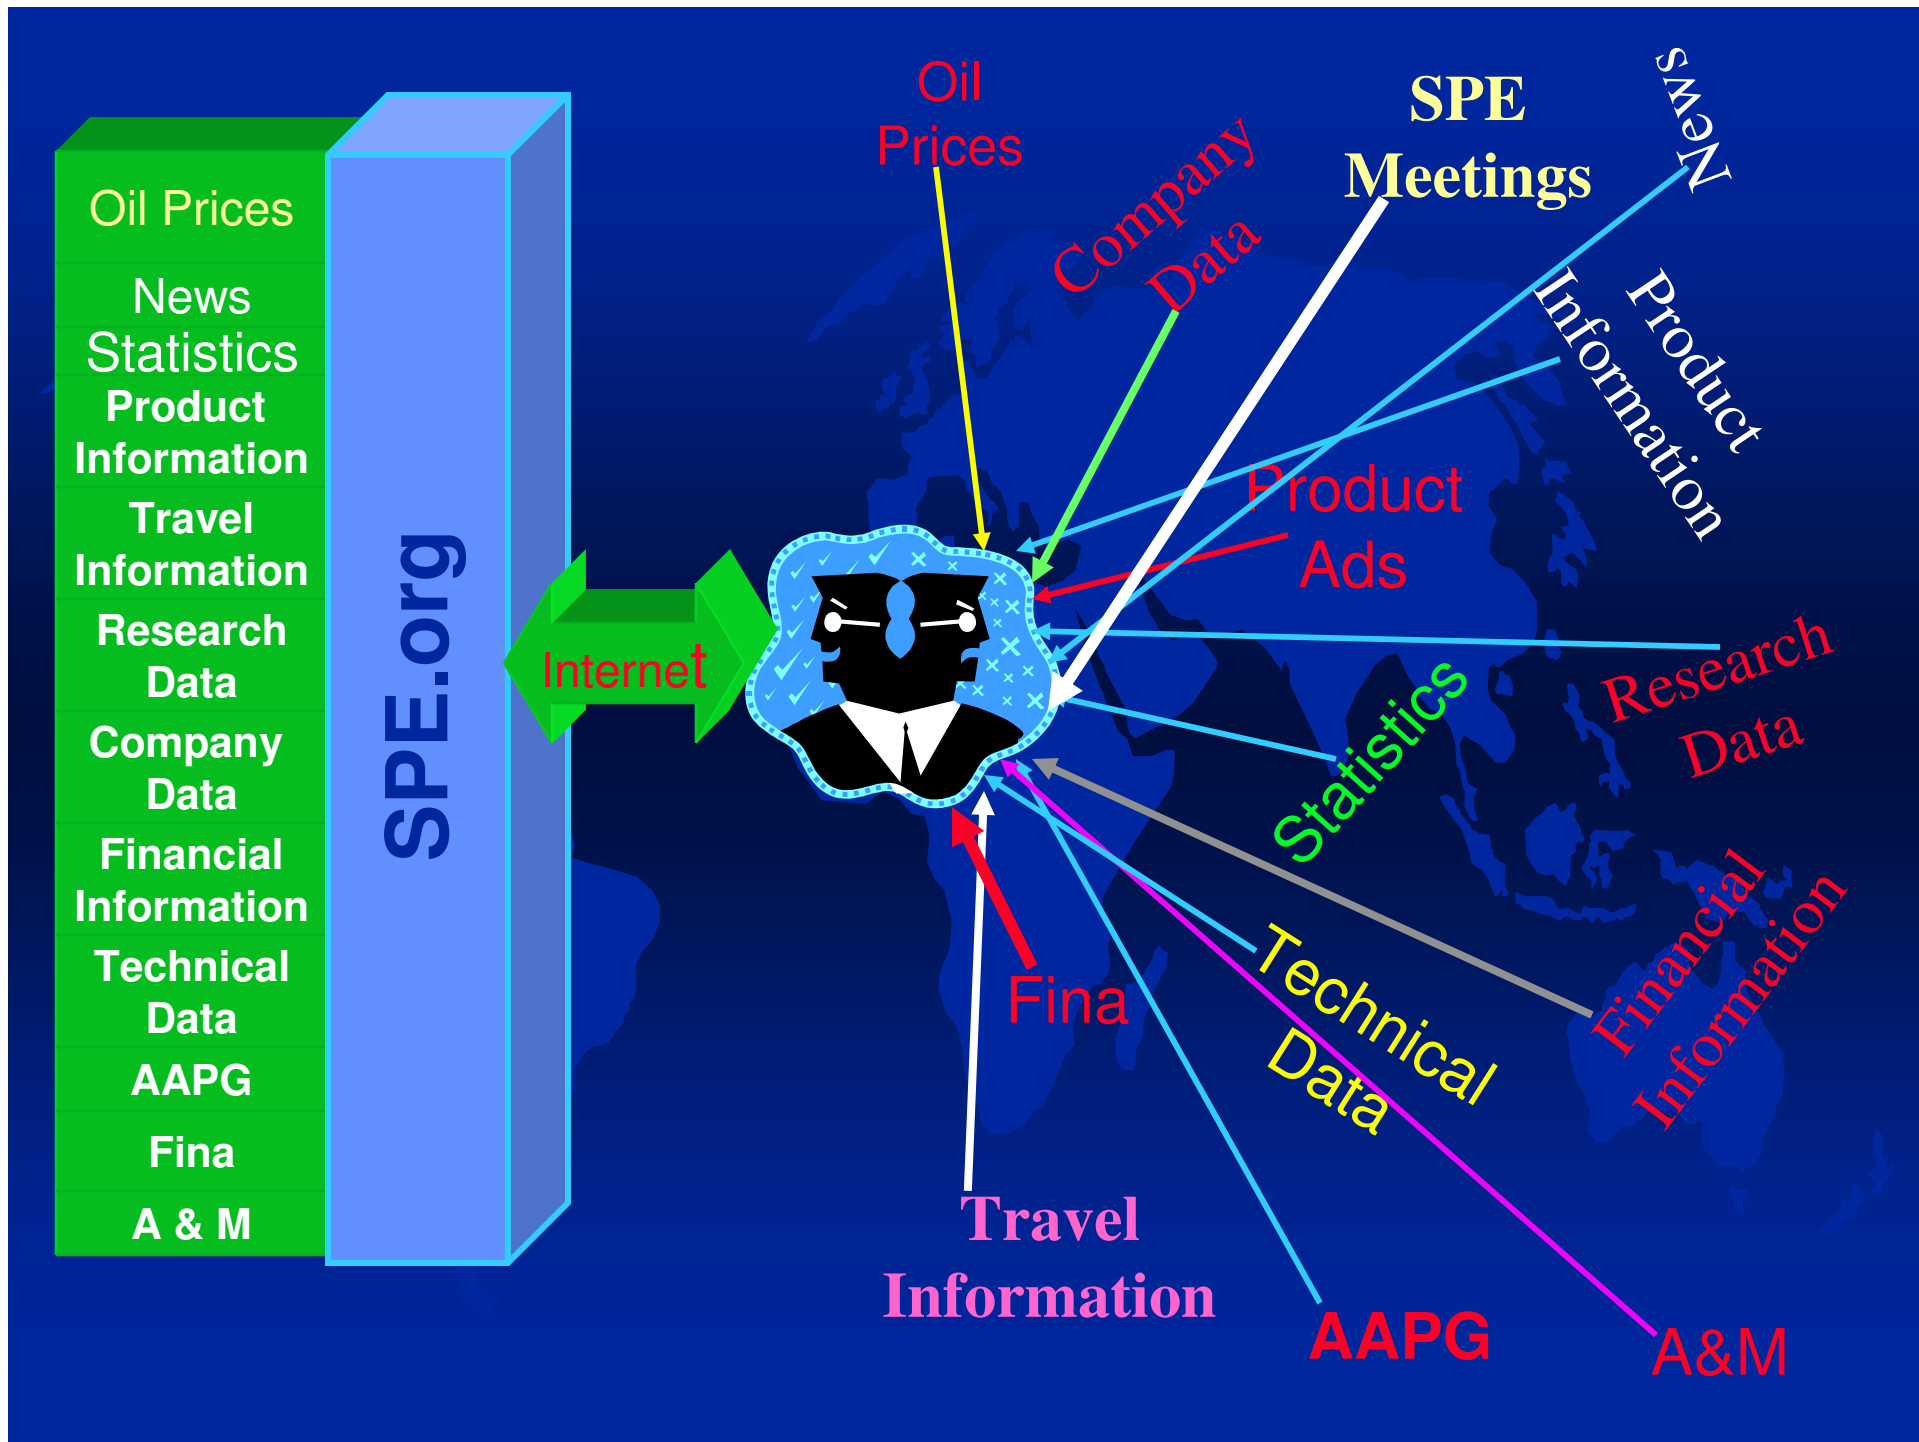 Oil Prices
News
Statistics
Product
Information
Travel
Information
Research
Data
Company
Data
Financial
Information
Technical
Data
AAPG
Fina
A & M
SPE.org
Internet
Oil
Prices
Company
Data
SPE
Meetings
News
Product
Information
Product
Ads
Research
Data
Statistics
Financial
Information
Technical
Data
Fina
Travel
Information
AAPG
A&M